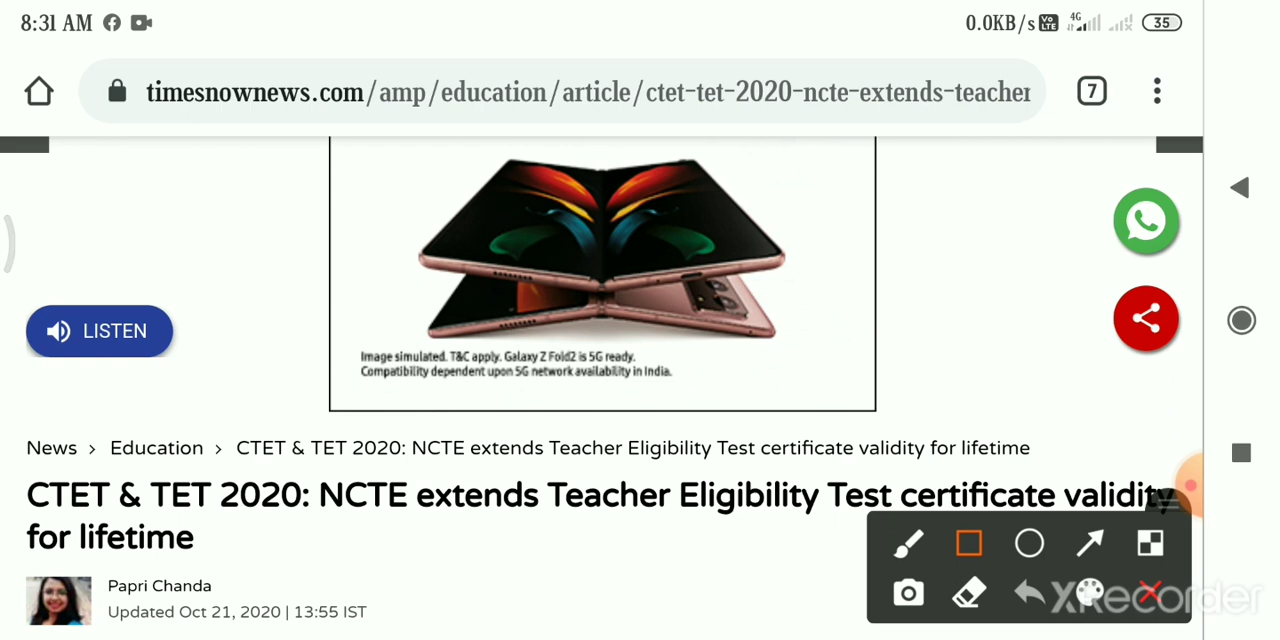 8:31 AM
0.0KB/s Vo LTE 4G 35
timesnownews.com/amp/education/article/ctet-tet-2020-ncte-extends-teacher
7
LISTEN
Image simulated. T&C apply. Galaxy Z Fold2 is 5G ready.
Compatibility dependent upon 5G network availability in India.
News > Education > CTET & TET 2020: NCTE extends Teacher Eligibility Test certificate validity for lifetime
CTET & TET 2020: NCTE extends Teacher Eligibility Test certificate validity
for lifetime
Papri Chanda
Updated Oct 21, 2020 | 13:55 IST
XRecorder